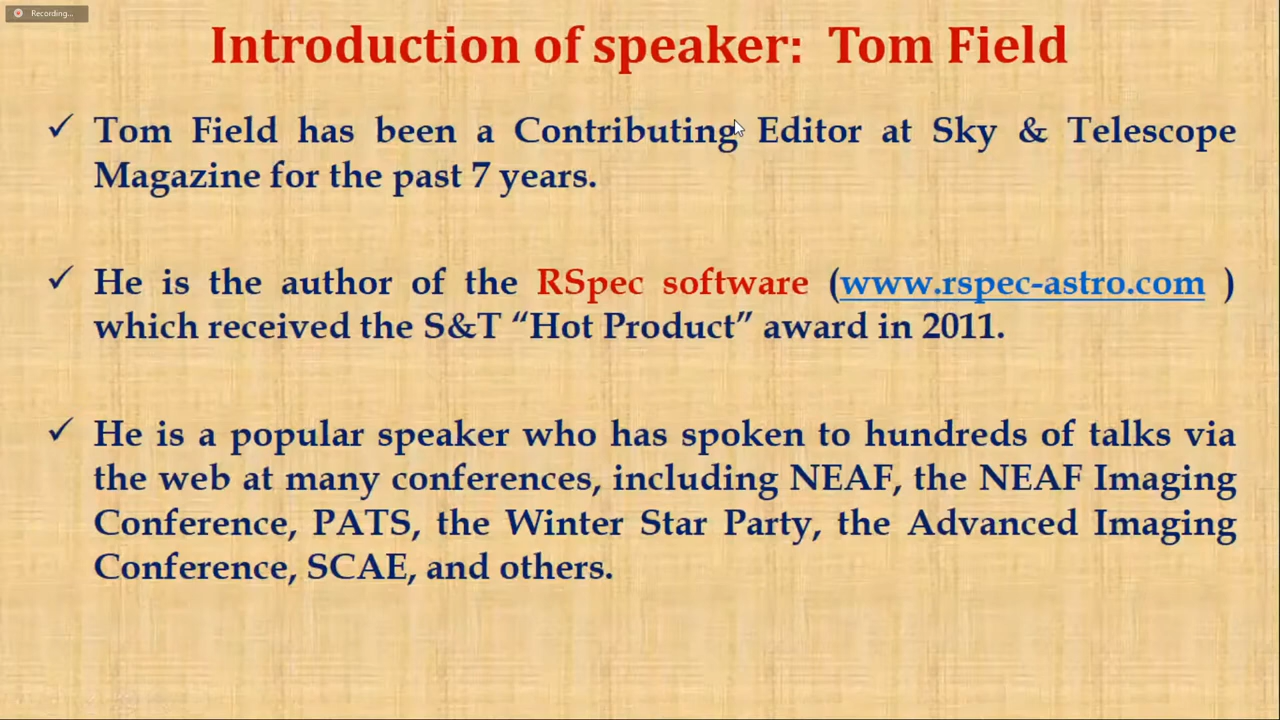 Recording...
Introduction of speaker: Tom Field
✓ Tom Field has been a Contributing Editor at Sky & Telescope
Magazine for the past 7 years.
✓ He is the author of the RSpec software (www.rspec-astro.com )
which received the S&T “Hot Product” award in 2011.
✓ He is a popular speaker who has spoken to hundreds of talks via
the web at many conferences, including NEAF, the NEAF Imaging
Conference, PATS, the Winter Star Party, the Advanced Imaging
Conference, SCAE, and others.